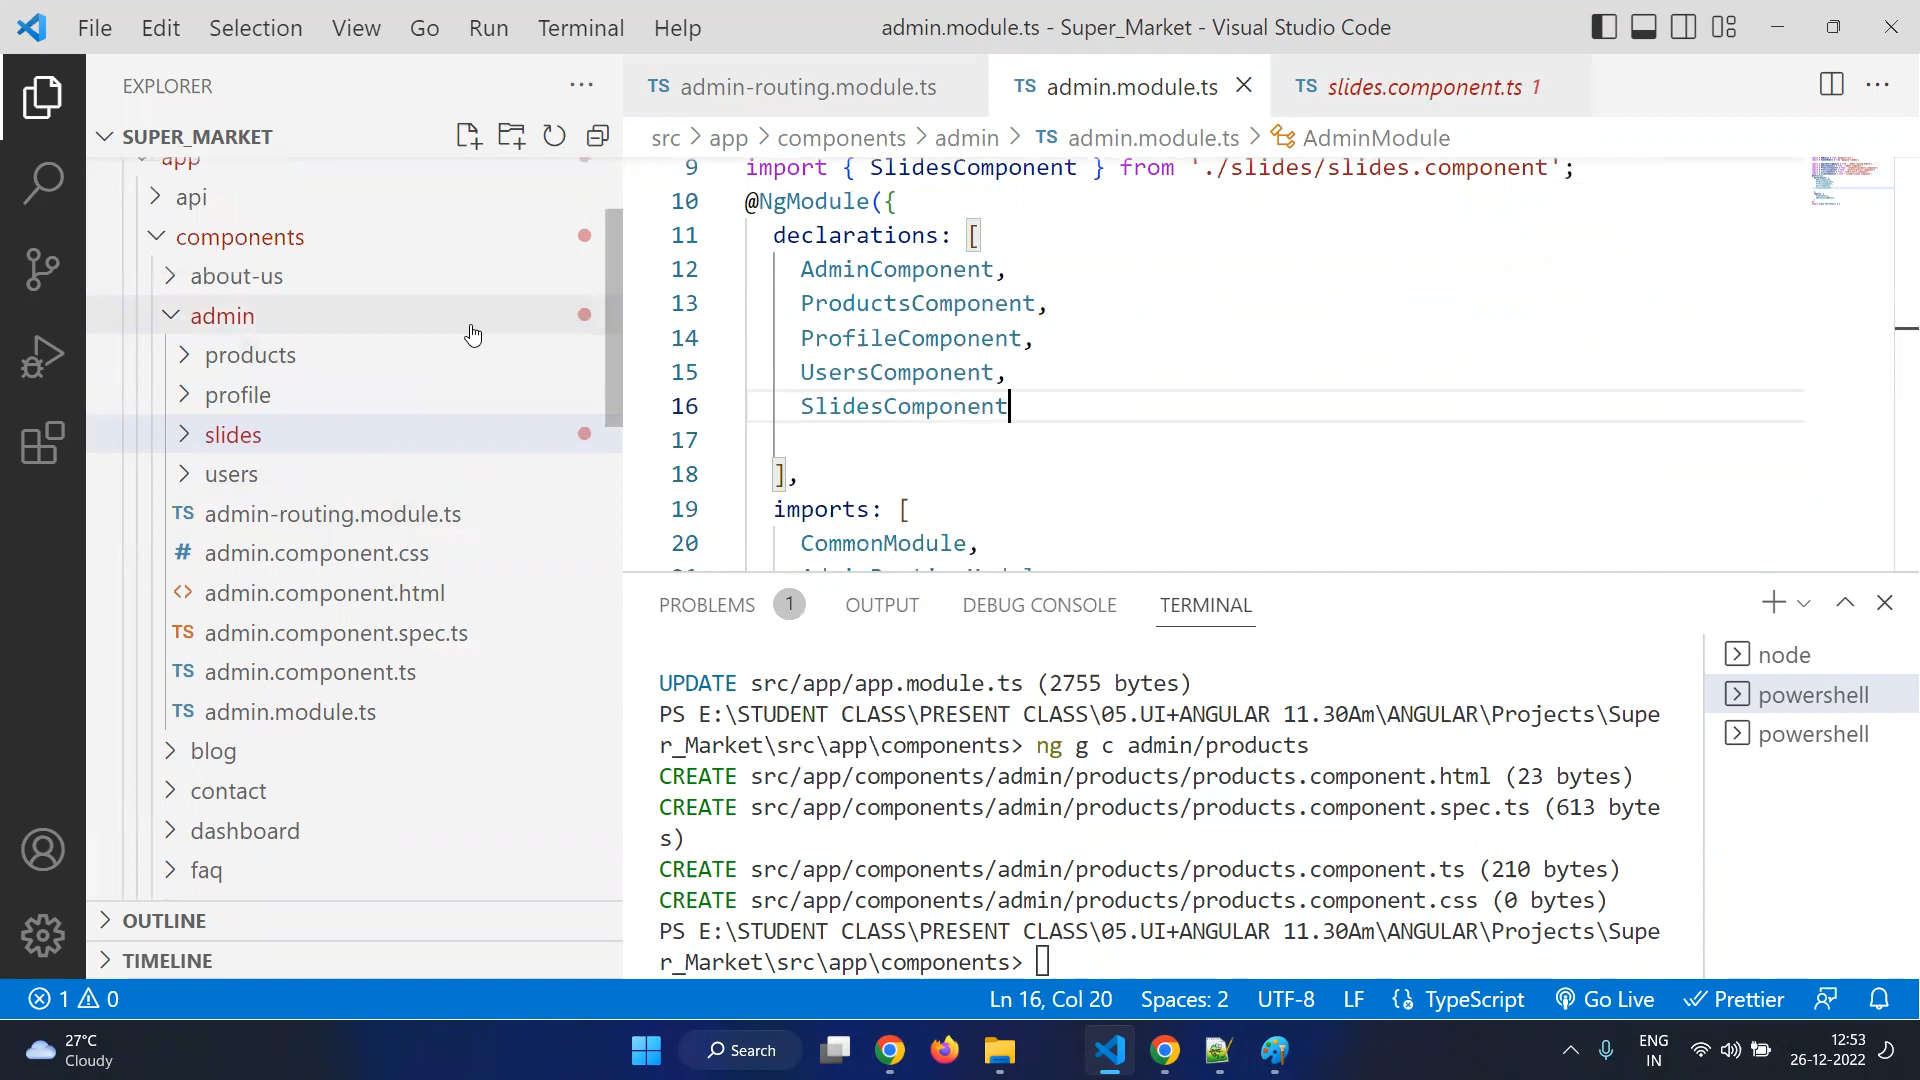 File Edit Selection View Go Run Terminal Help
admin.module.ts - Super_Market - Visual Studio Code
EXPLORER
SUPER_MARKET
app
api
components
about-us
admin
products
profile
slides
users
TS admin-routing.module.ts
# admin.component.css
<> admin.component.html
TS admin.component.spec.ts
TS admin.component.ts
TS admin.module.ts
blog
contact
dashboard
faq
OUTLINE
TIMELINE
TS admin-routing.module.ts
TS admin.module.ts
TS slides.component.ts 1
src > app > components > admin > TS admin.module.ts > AdminModule
9 import { SlidesComponent } from './slides/slides.component';
10 @NgModule({
11 declarations: [
12 AdminComponent,
13 ProductsComponent,
14 ProfileComponent,
15 UsersComponent,
16 SlidesComponent
17
18 ],
19 imports: [
20 CommonModule,
PROBLEMS 1 OUTPUT DEBUG CONSOLE TERMINAL
UPDATE src/app/app.module.ts (2755 bytes)
PS E:\STUDENT CLASS\PRESENT CLASS\05.UI+ANGULAR 11.30Am\ANGULAR\Projects\Supe
r_Market\src\app\components> ng g c admin/products
CREATE src/app/components/admin/products/products.component.html (23 bytes)
CREATE src/app/components/admin/products/products.component.spec.ts (613 byte
s)
CREATE src/app/components/admin/products/products.component.ts (210 bytes)
CREATE src/app/components/admin/products/products.component.css (0 bytes)
PS E:\STUDENT CLASS\PRESENT CLASS\05.UI+ANGULAR 11.30Am\ANGULAR\Projects\Supe
r_Market\src\app\components>
node
powershell
powershell
1 0
Ln 16, Col 20 Spaces: 2 UTF-8 LF TypeScript Go Live Prettier
27°C
Cloudy
Search
ENG
IN
12:53
26-12-2022